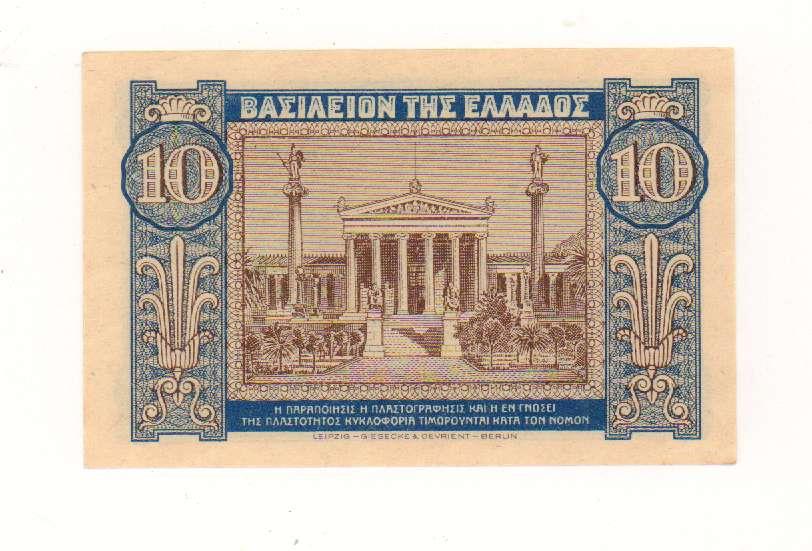 ΒΑΣΙΛΕΙΟΝ ΤΗΣ ΕΛΛΑΔΟΣ
10 10
Η ΠΑΡΑΠΟΙΗΣΙΣ Η ΠΛΑΣΤΟΓΡΑΦΗΣΙΣ ΚΑΙ Η ΕΝ ΓΝΩΣΕΙ
ΤΗΣ ΠΛΑΣΤΟΤΗΤΟΣ ΚΥΚΛΟΦΟΡΙΑ ΤΙΜΩΡΟΥΝΤΑΙ ΚΑΤΑ ΤΟΝ ΝΟΜΟΝ
LEIPZIG – GIESECKE & DEVRIENT – BERLIN